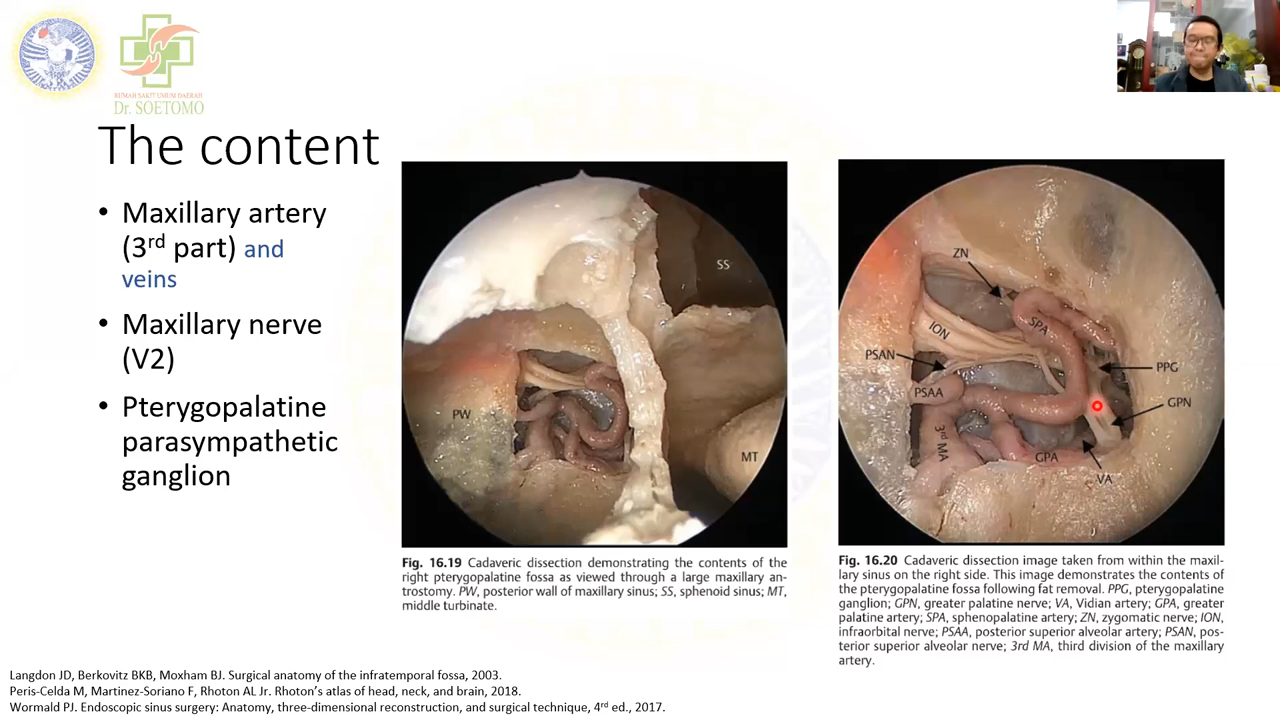 RUMAH SAKIT UMUM DAERAH
Dr. SOETOMO
The content
• Maxillary artery
(3rd part) and
veins
• Maxillary nerve
(V2)
• Pterygopalatine
parasympathetic
ganglion
SS
PW
MT
Fig. 16.19 Cadaveric dissection demonstrating the contents of the
right pterygopalatine fossa as viewed through a large maxillary an-
trostomy. PW, posterior wall of maxillary sinus; SS, sphenoid sinus; MT,
middle turbinate.
ZN
SPA
ION
PSAN
PPG
PSAA
GPN
3rd MA
GPA
VA
Fig. 16.20 Cadaveric dissection image taken from within the maxil-
lary sinus on the right side. This image demonstrates the contents of
the pterygopalatine fossa following fat removal. PPG, pterygopalatine
ganglion; GPN, greater palatine nerve; VA, Vidian artery; GPA, greater
palatine artery; SPA, sphenopalatine artery; ZN, zygomatic nerve; ION,
infraorbital nerve; PSAA, posterior superior alveolar artery; PSAN, pos-
terior superior alveolar nerve; 3rd MA, third division of the maxillary
artery.
Langdon JD, Berkovitz BKB, Moxham BJ. Surgical anatomy of the infratemporal fossa, 2003.
Peris-Celda M, Martinez-Soriano F, Rhoton AL Jr. Rhoton's atlas of head, neck, and brain, 2018.
Wormald PJ. Endoscopic sinus surgery: Anatomy, three-dimensional reconstruction, and surgical technique, 4rd ed., 2017.